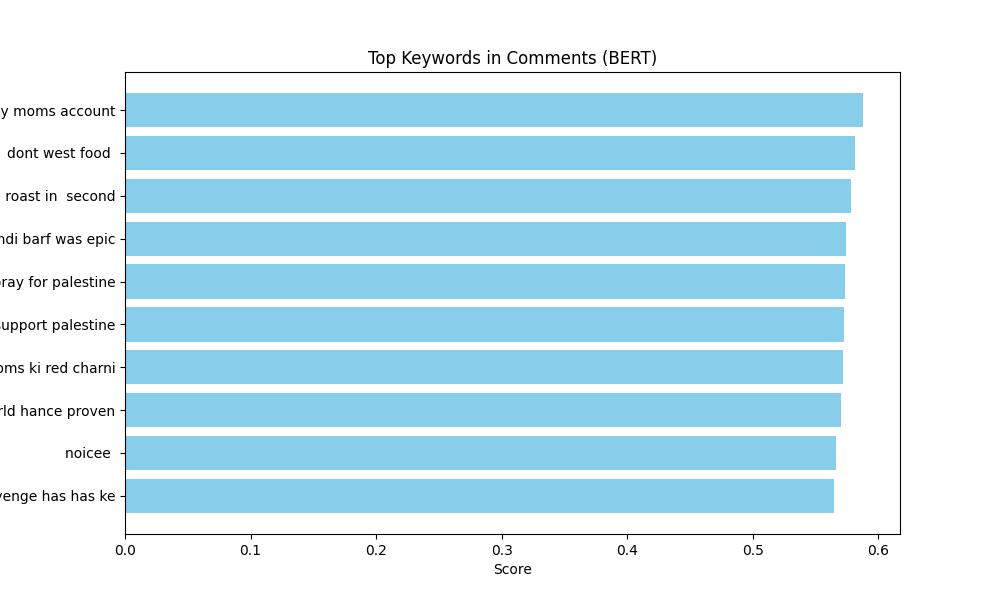 Top Keywords in Comments (BERT)
y moms account
dont west food
roast in  second
ndi barf was epic
pray for palestine
support palestine
oms ki red charni
rld hance proven
noicee
venge has has ke
0.0 0.1 0.2 0.3 0.4 0.5 0.6
Score